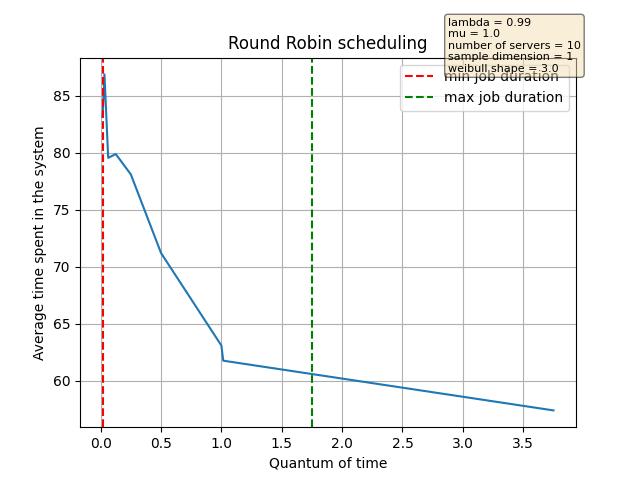 Round Robin scheduling
lambda = 0.99
mu = 1.0
number of servers = 10
sample dimension = 1
weibull shape = 3.0
min job duration
max job duration
Average time spent in the system
85
80
75
70
65
60
0.0 0.5 1.0 1.5 2.0 2.5 3.0 3.5
Quantum of time